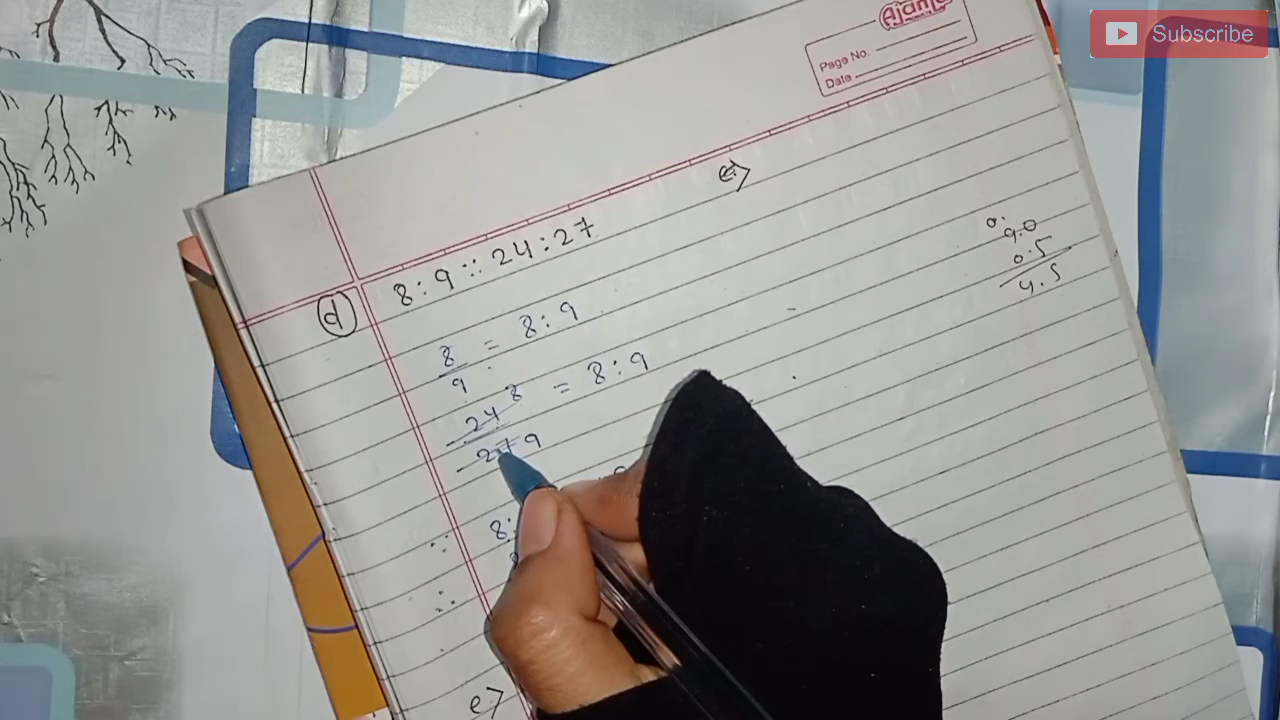 Subscribe
Ajanta
Page No.
Date
e>
(d) 8 : 9 :: 24 : 27
8/9 = 8 : 9
24/27 8/9 = 8 : 9
∵ 8:
∴
e>
0.
9.0
0.5
4.5